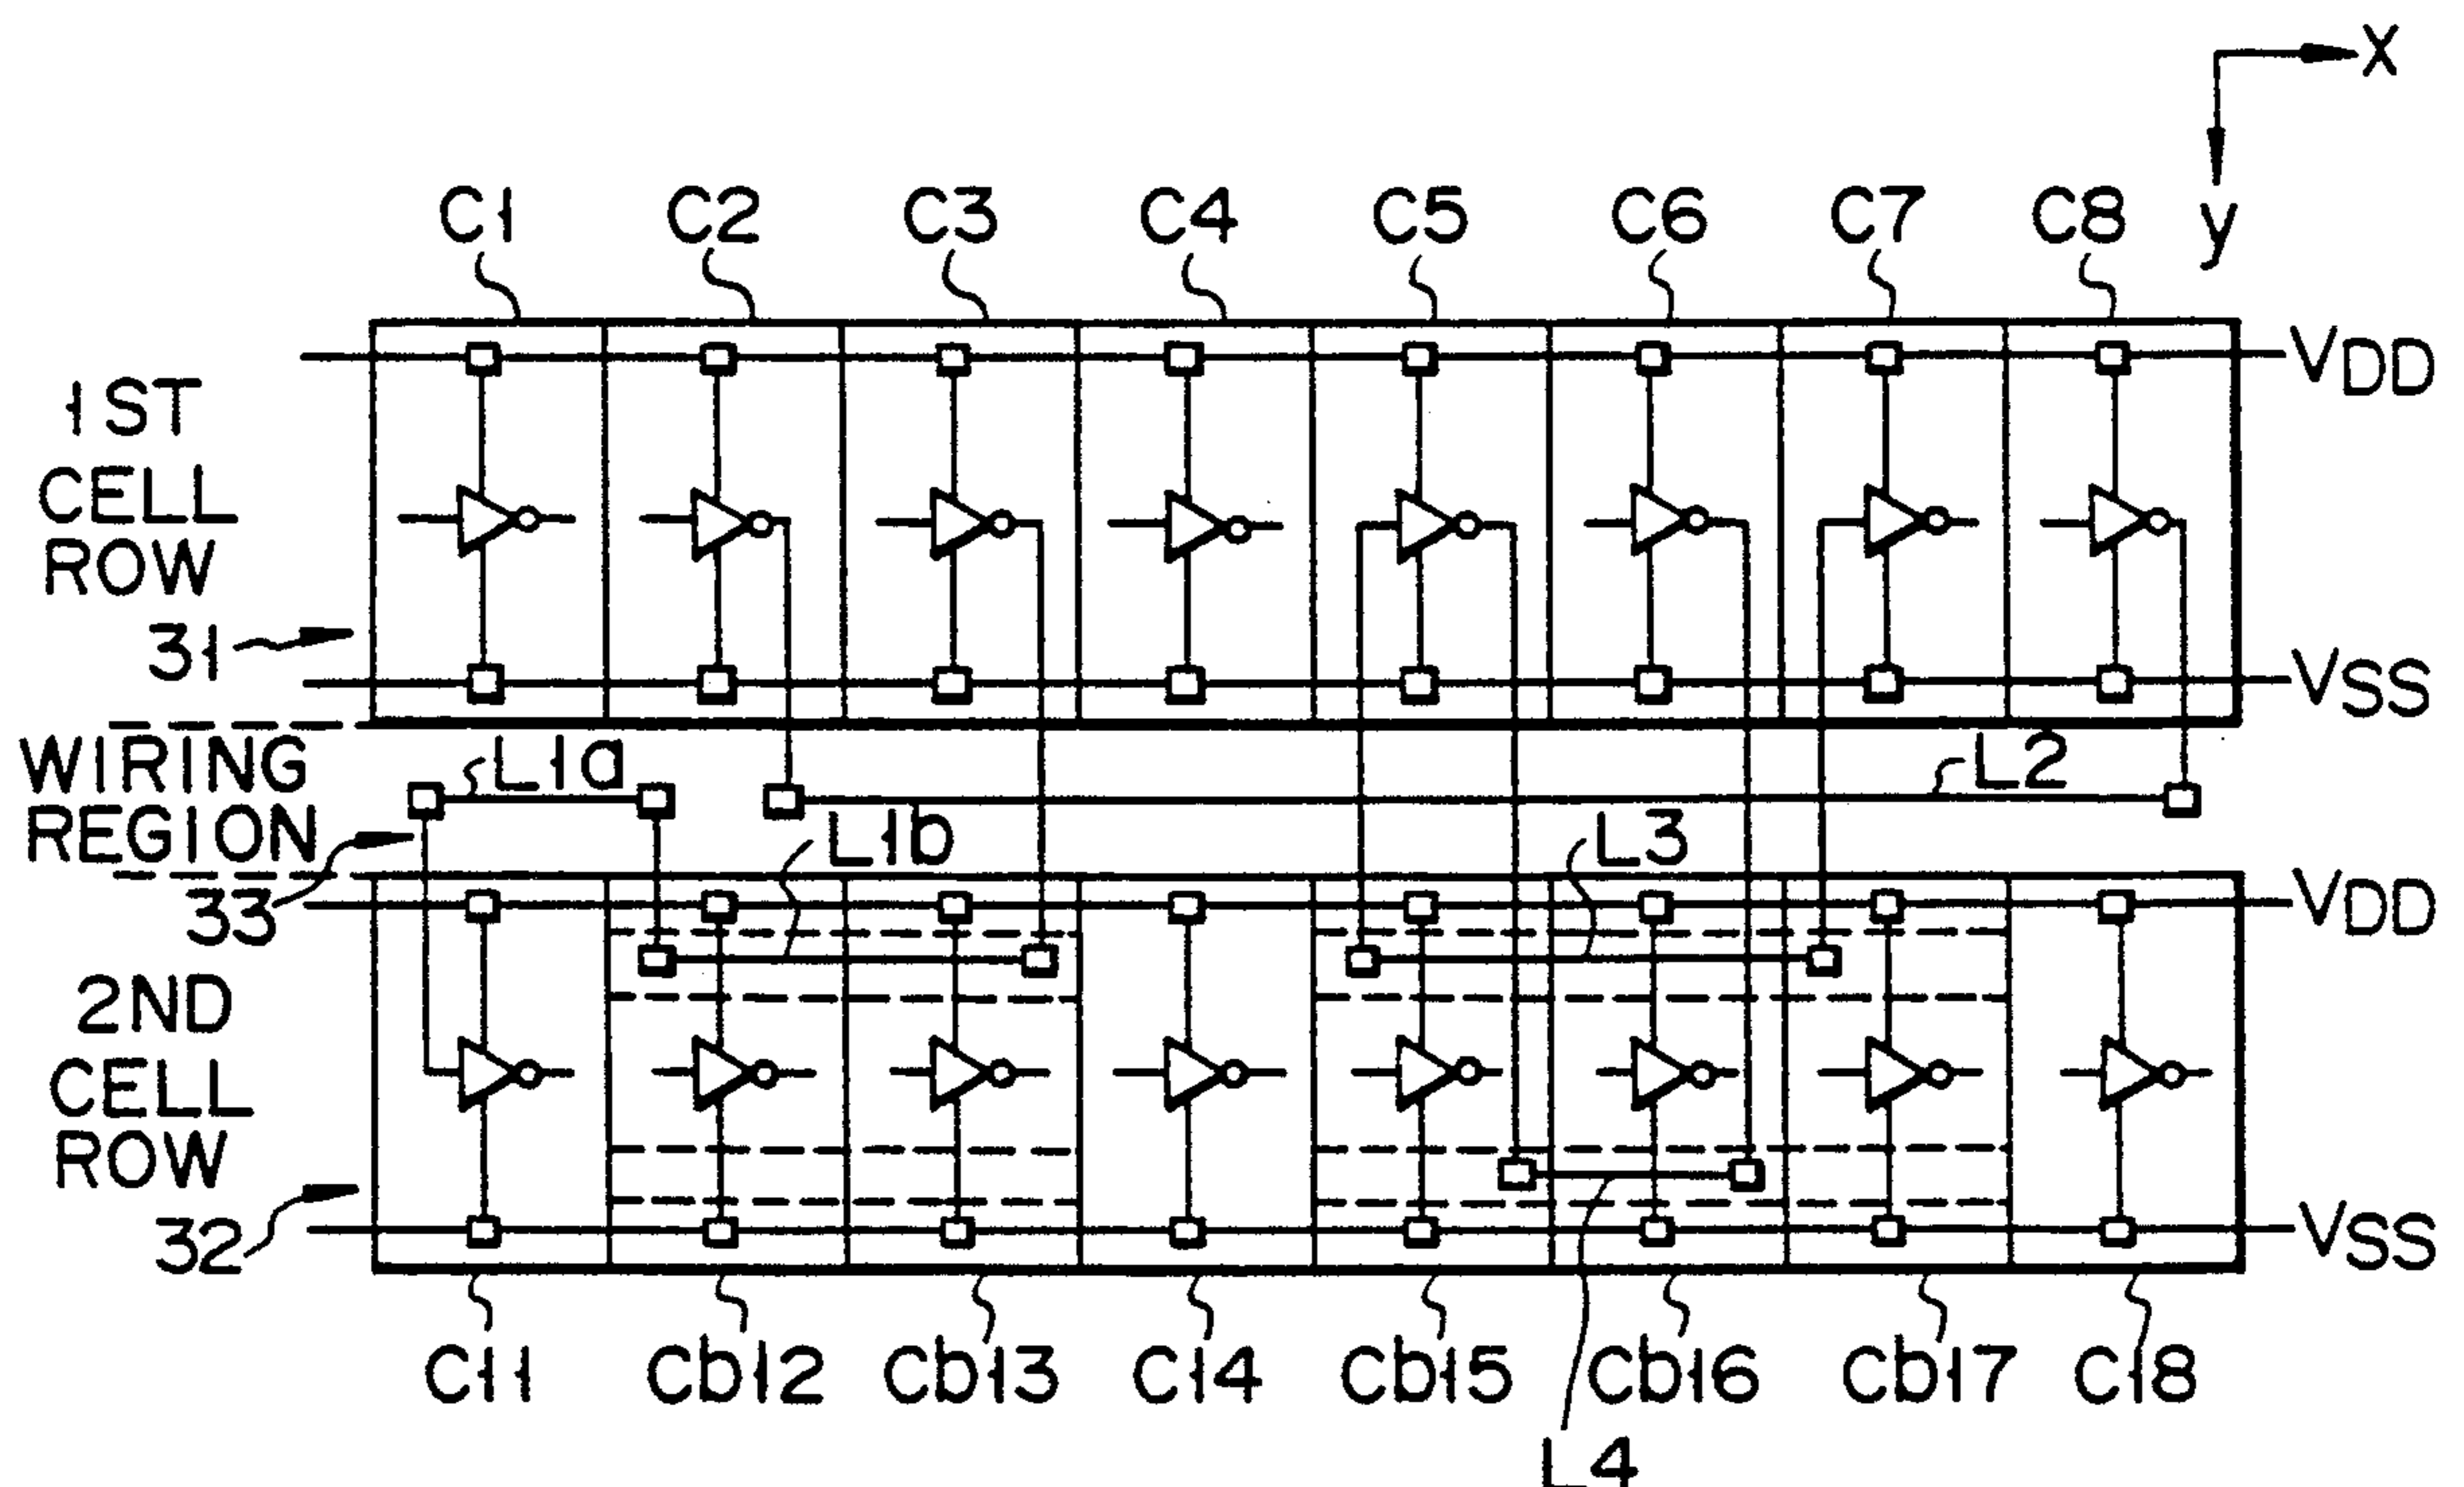 X
y
C1 C2 C3 C4 C5 C6 C7 C8
VDD
1ST
CELL
ROW
31
VSS
WIRING
REGION
33
L1a
L2
L1b
L3
VDD
2ND
CELL
ROW
32
VSS
C11 Cb12 Cb13 C14 Cb15 Cb16 Cb17 C18
L4